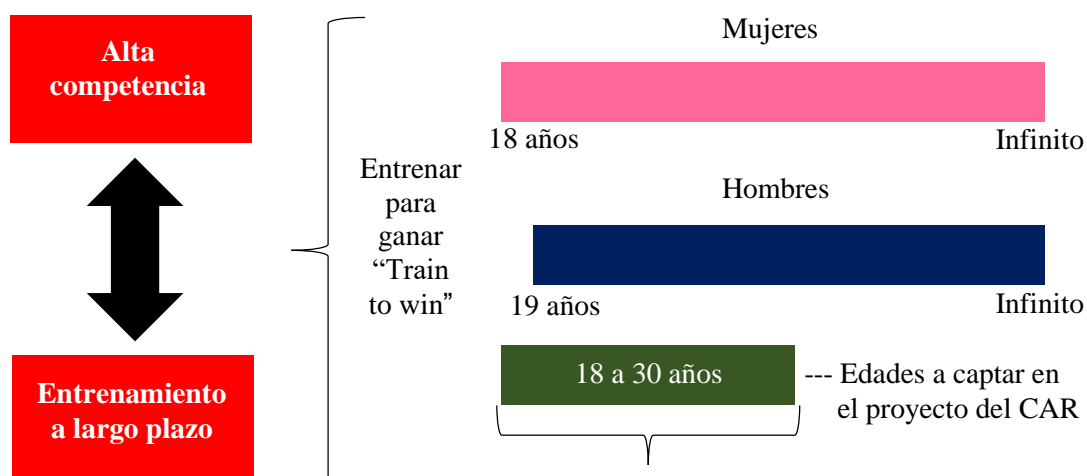 Alta
competencia
Entrenamiento
a largo plazo
Entrenar
para
ganar
“Train
to win”
Mujeres
18 años
Infinito
Hombres
19 años
Infinito
18 a 30 años
--- Edades a captar en
el proyecto del CAR